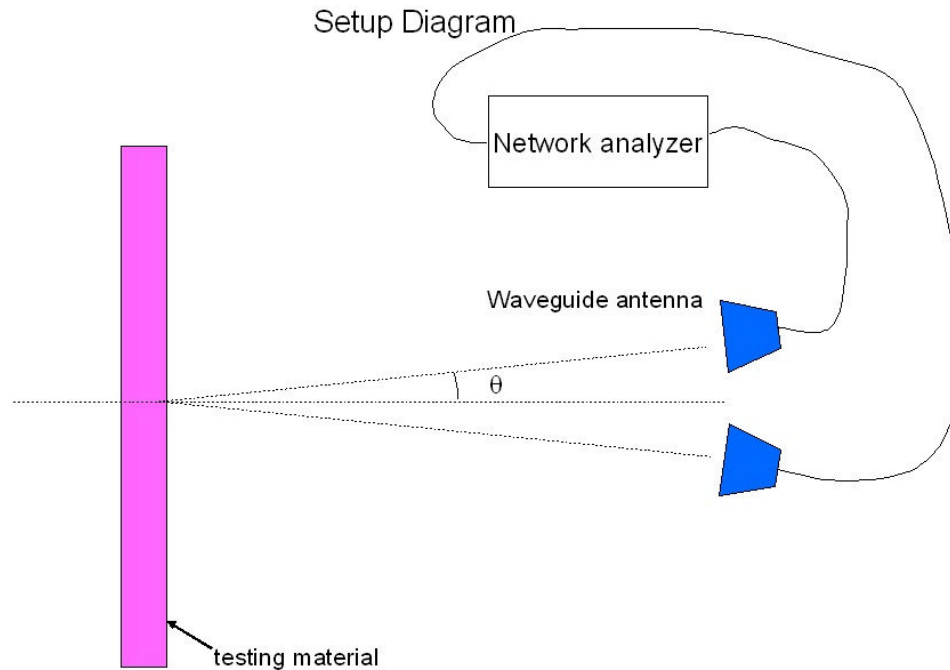 Setup Diagram
Network analyzer
Waveguide antenna
θ
testing material